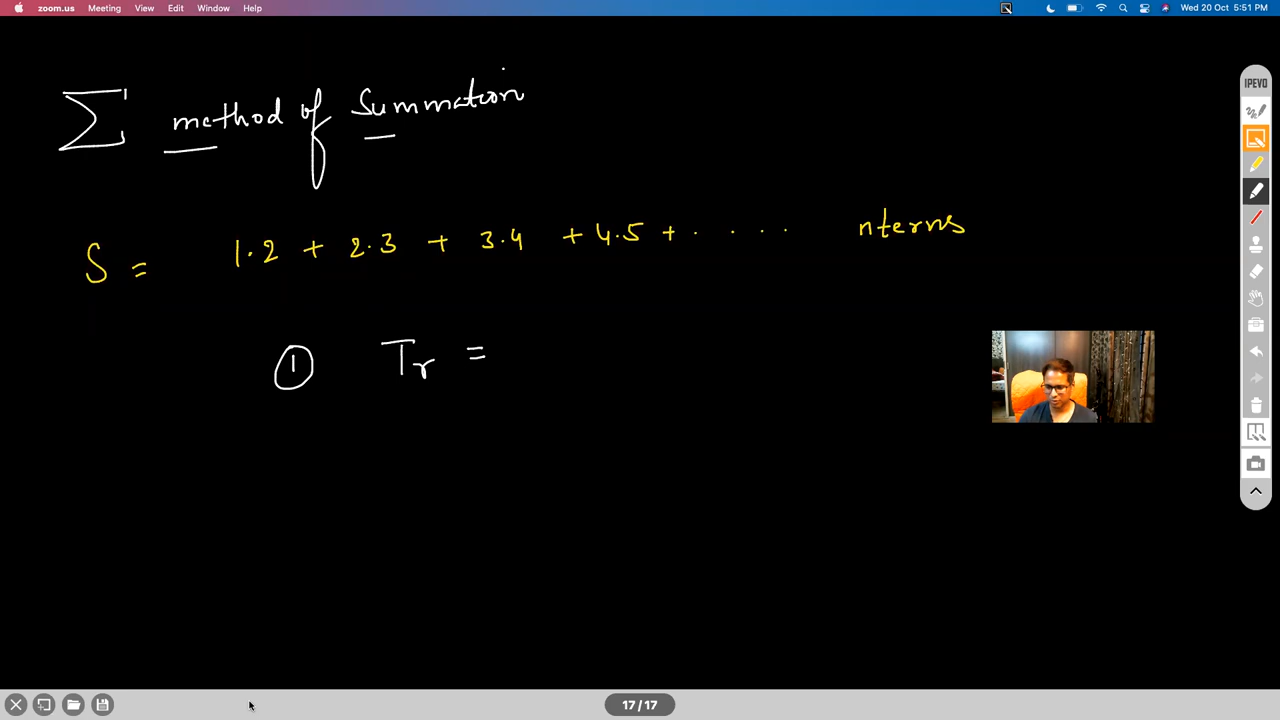 zoom.us Meeting View Edit Window Help Wed 20 Oct 5:51 PM
IPEVO
∑ method of Summation
S = 1·2 + 2·3 + 3·4 + 4·5 + . . . . nterms
① Tr =
17/17